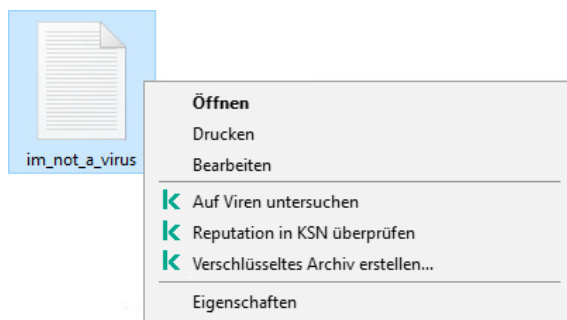 im_not_a_virus
Öffnen
Drucken
Bearbeiten
Auf Viren untersuchen
Reputation in KSN überprüfen
Verschlüsseltes Archiv erstellen...
Eigenschaften